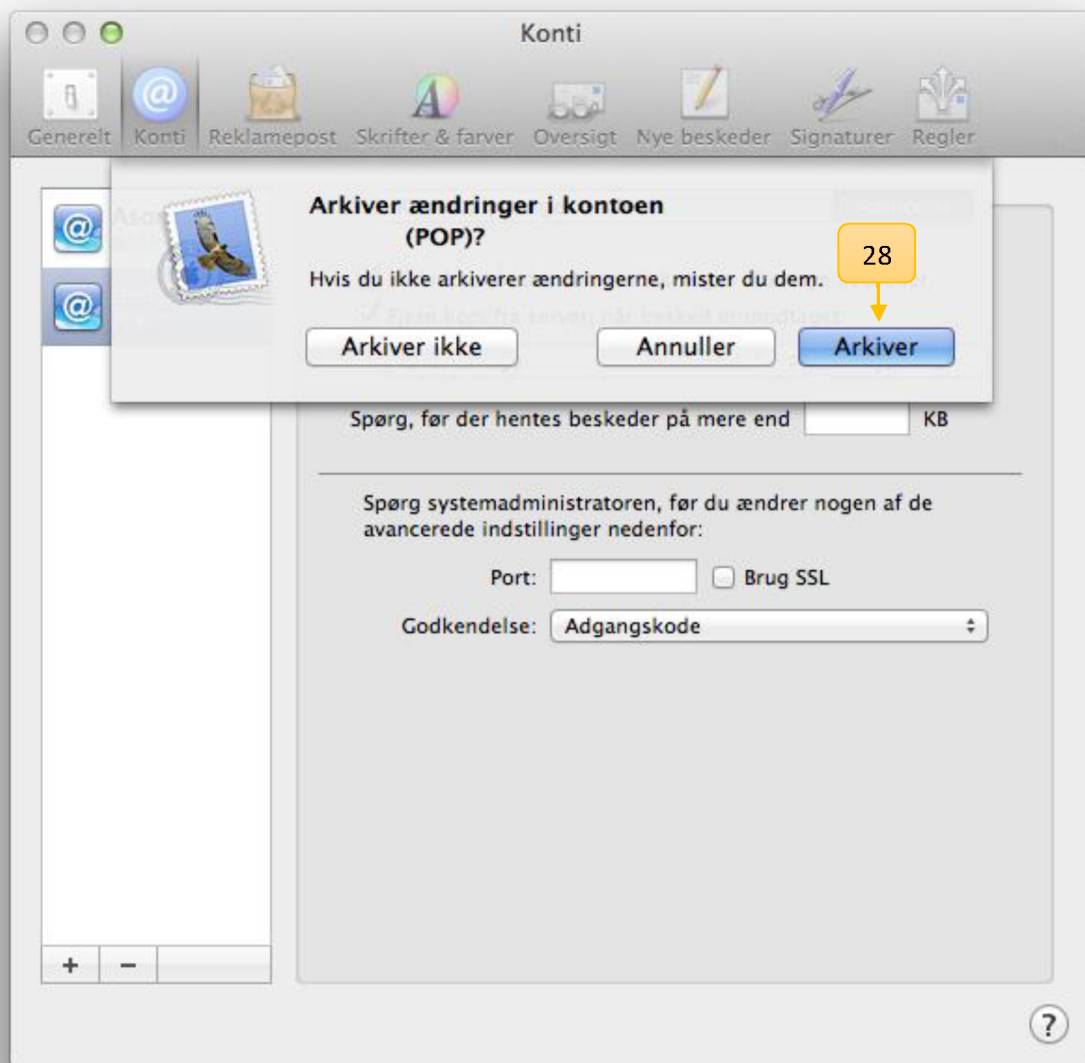 Konti
Generelt Konti Reklamepost Skrifter & farver Oversigt Nye beskeder Signaturer Regler
Arkiver ændringer i kontoen
(POP)?
28
Hvis du ikke arkiverer ændringerne, mister du dem.
Arkiver ikke Annuller Arkiver
Spørg, før der hentes beskeder på mere end KB
Spørg systemadministratoren, før du ændrer nogen af de
avancerede indstillinger nedenfor:
Port: Brug SSL
Godkendelse: Adgangskode
+ −
?